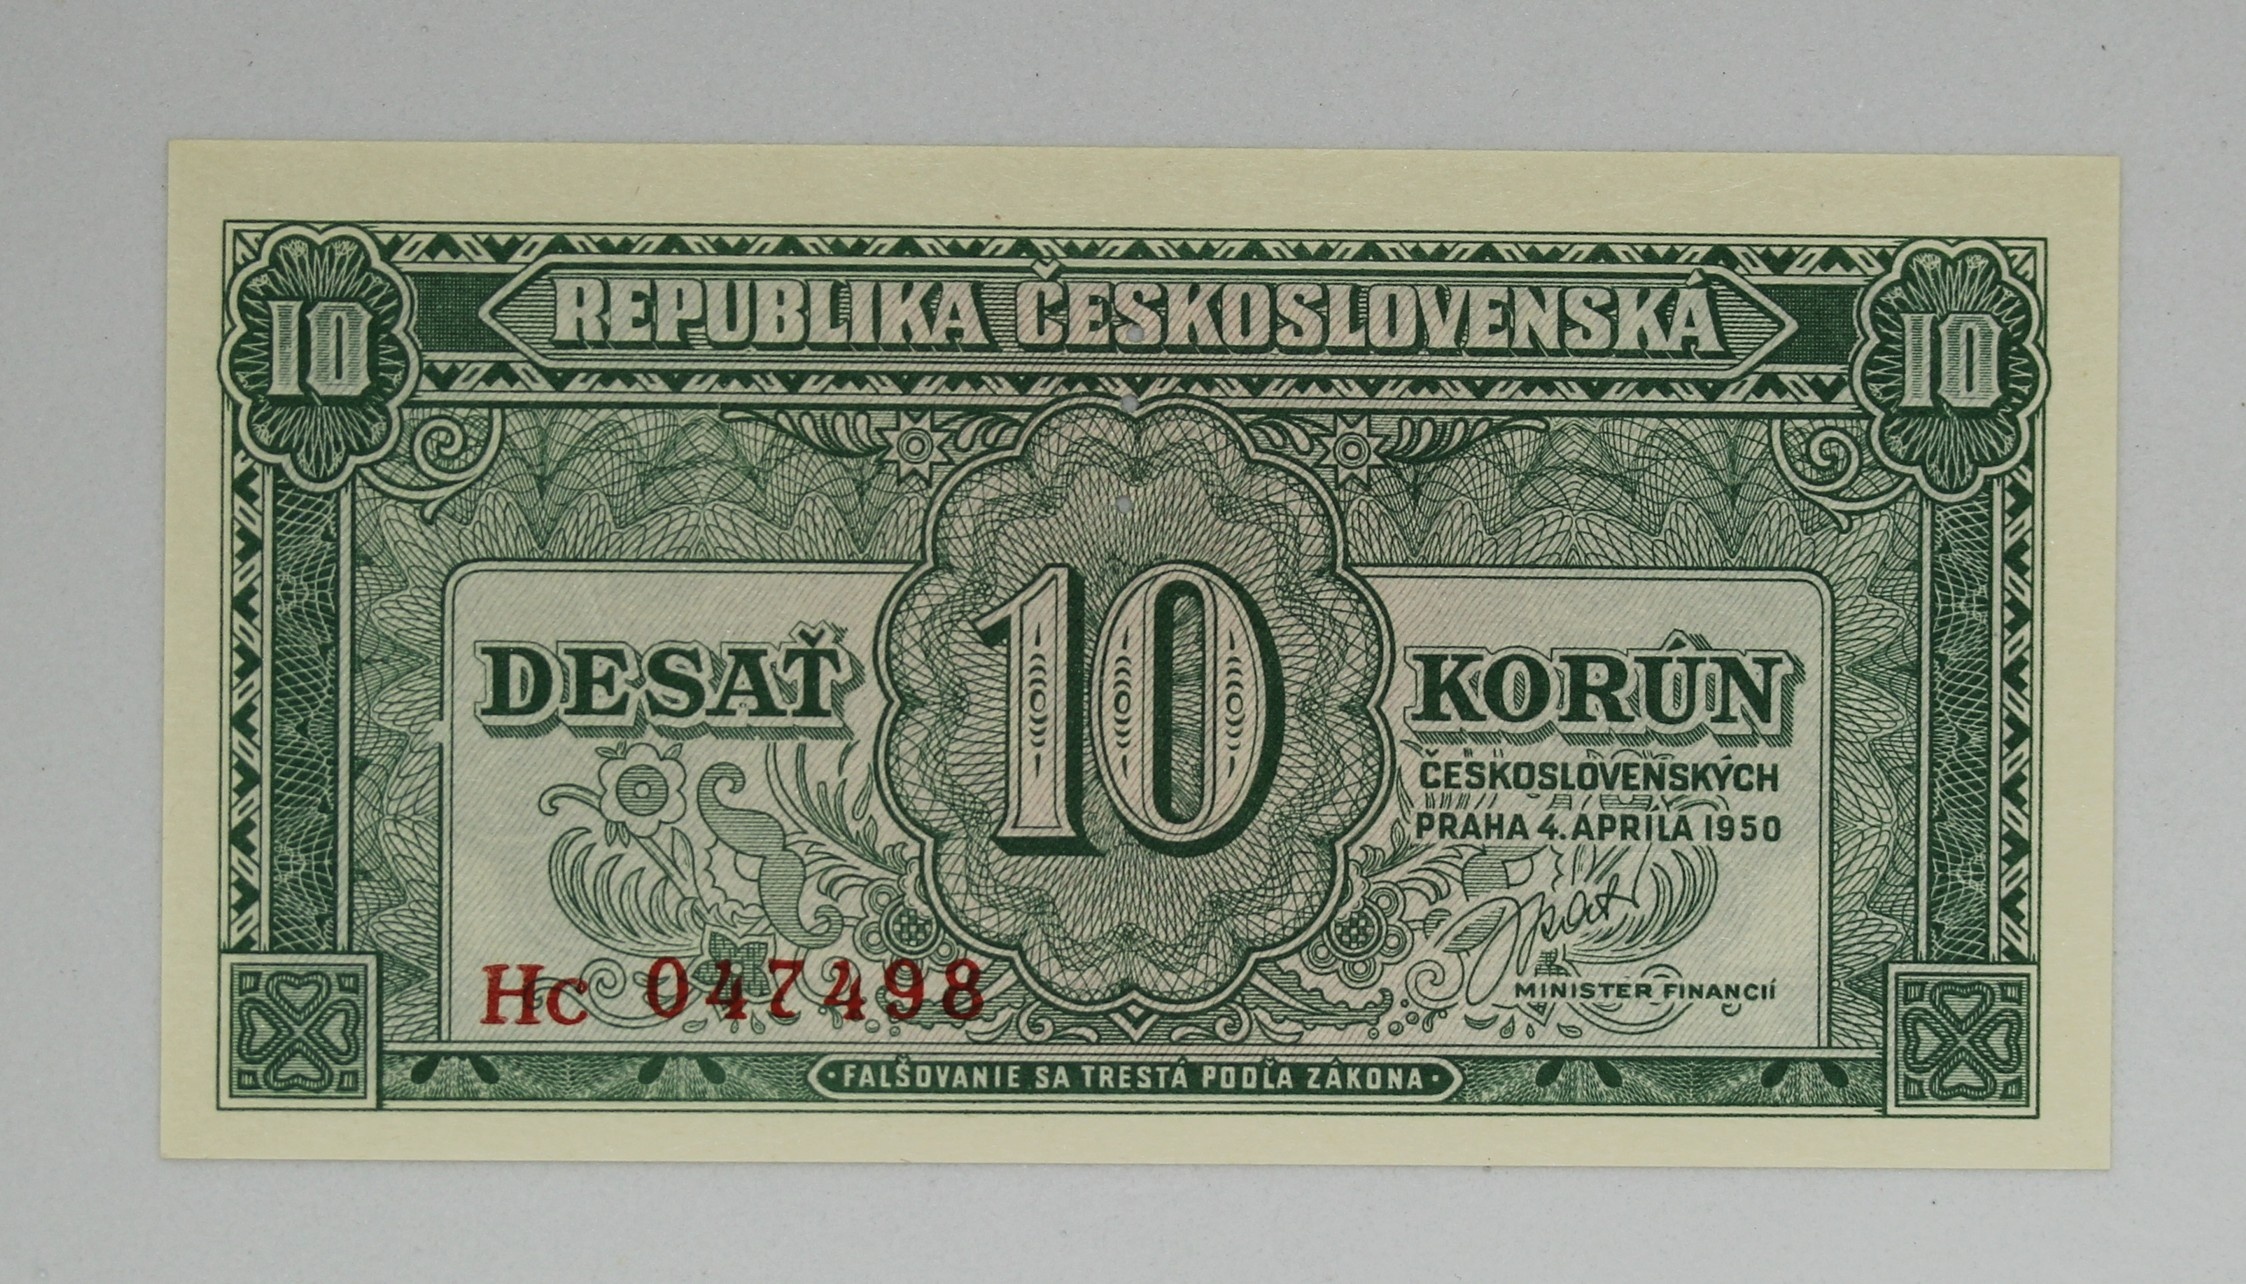 10 REPUBLIKA ČESKOSLOVENSKÁ 10
DESAŤ 10 KORÚN
ČESKOSLOVENSKÝCH
PRAHA 4. APRÍLA 1950
Hc 047498
MINISTER FINANCIÍ
·FALŠOVANIE SA TRESTÁ PODĽA ZÁKONA·